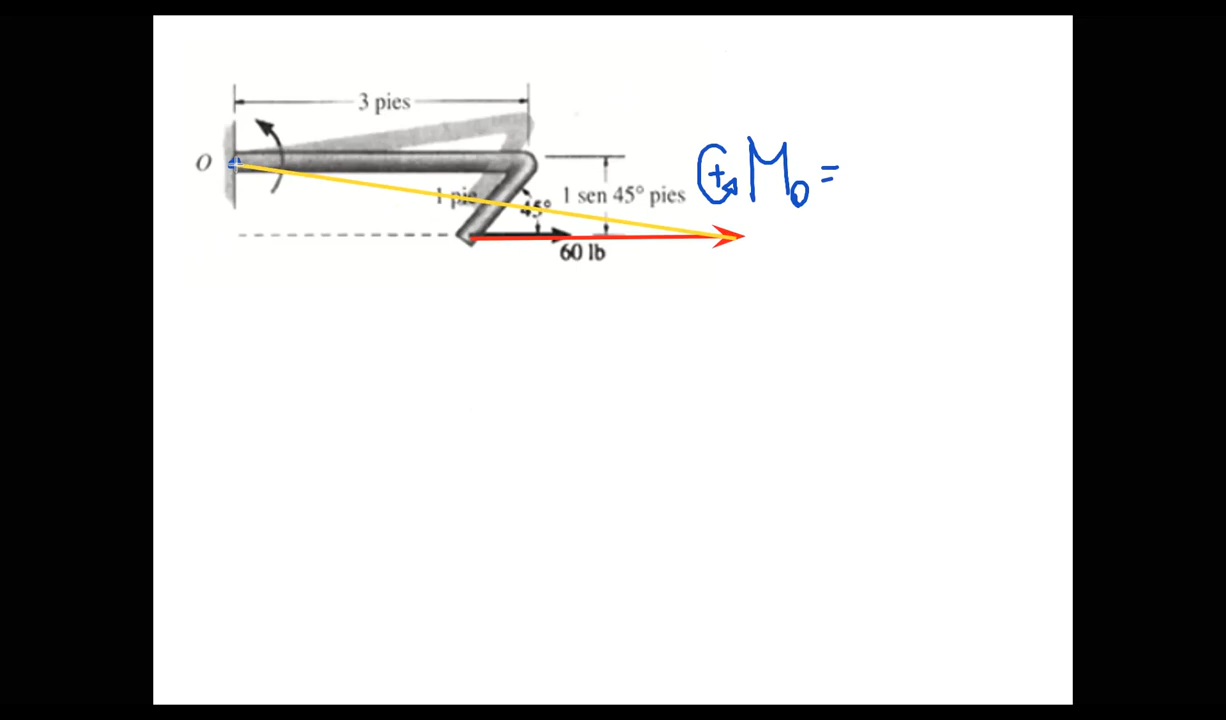 3 pies
O
1 pie
45°
1 sen 45° pies
60 lb
+ M₀ =